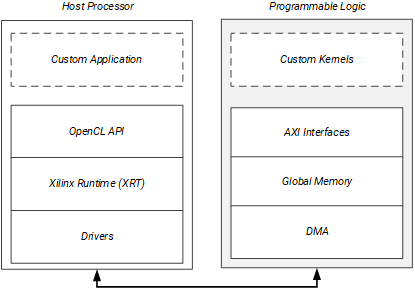 Host Processor
Custom Application
OpenCL API
Xilinx Runtime (XRT)
Drivers
Programmable Logic
Custom Kernels
AXI Interfaces
Global Memory
DMA